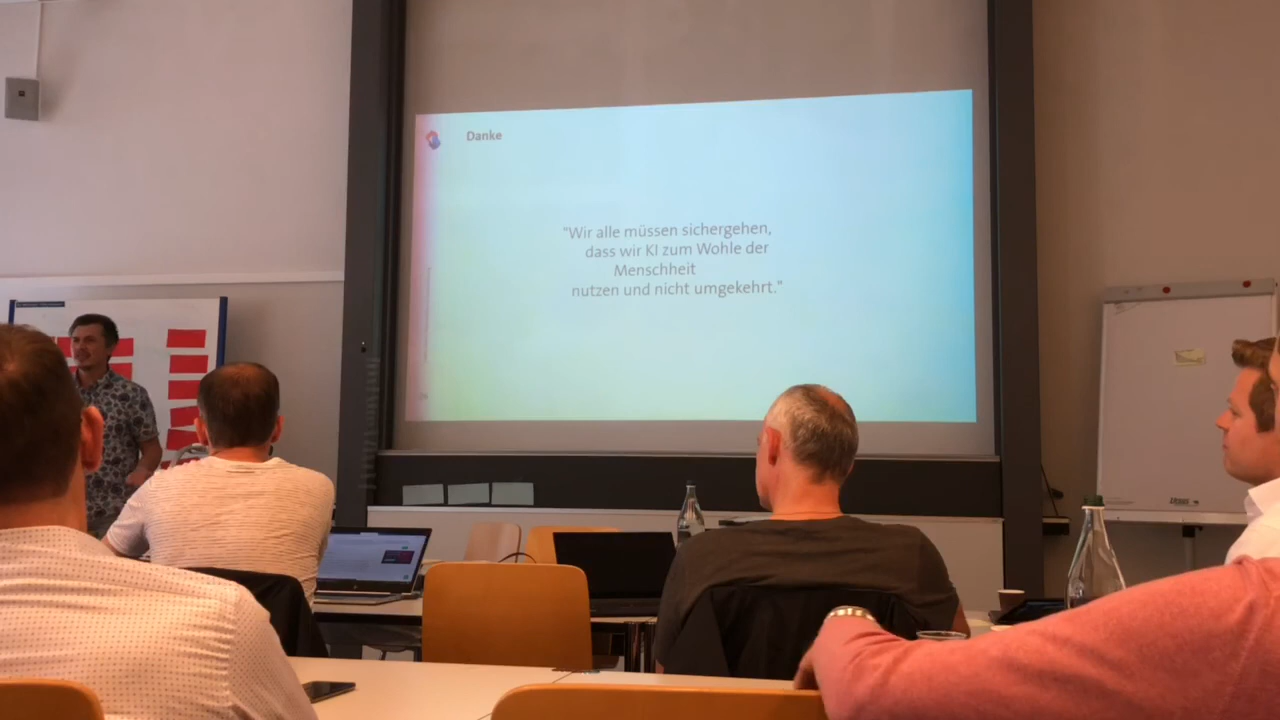 Danke
"Wir alle müssen sichergehen,
dass wir KI zum Wohle der
Menschheit
nutzen und nicht umgekehrt."